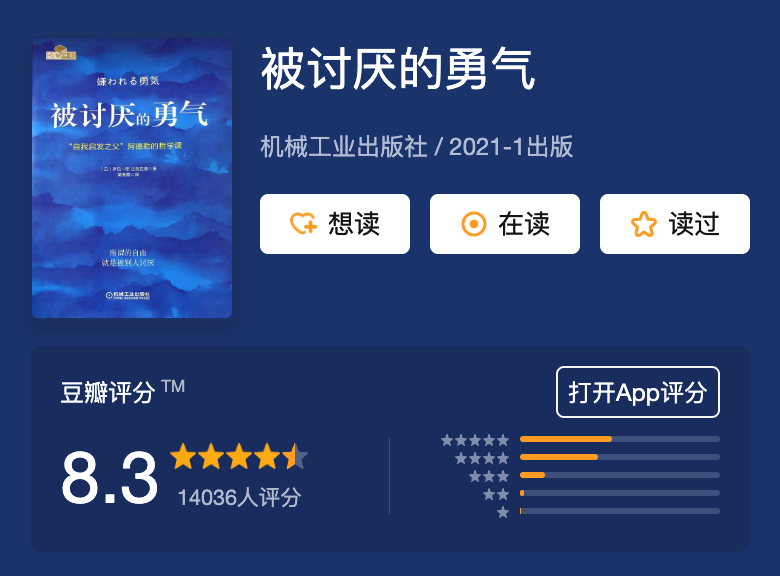 嫌われる勇気
被讨厌的勇气
“自我启发之父”阿德勒的哲学课
所谓的自由
就是被别人讨厌
机械工业出版社
CHINA MACHINE PRESS
被讨厌的勇气
机械工业出版社 / 2021-1出版
想读
在读
读过
豆瓣评分 TM
打开App评分
8.3
14036人评分